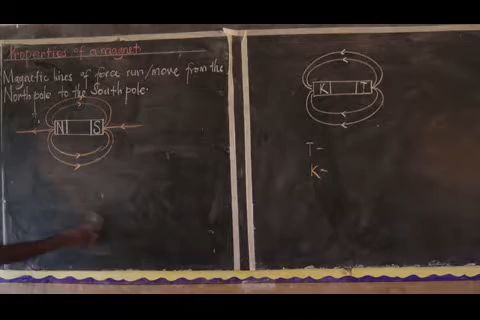 Properties of a magnet
Magnetic lines of force run/move from the
North pole to the South pole.
N S
K T
T-
K-